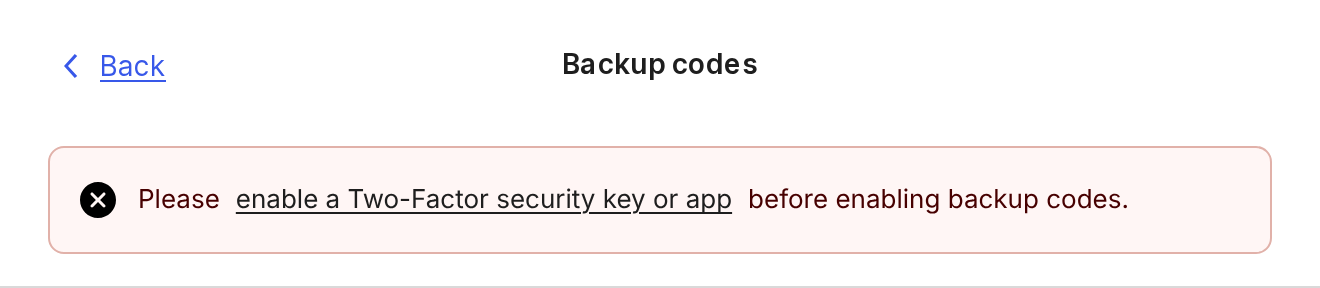 Back
Backup codes
Please enable a Two-Factor security key or app before enabling backup codes.